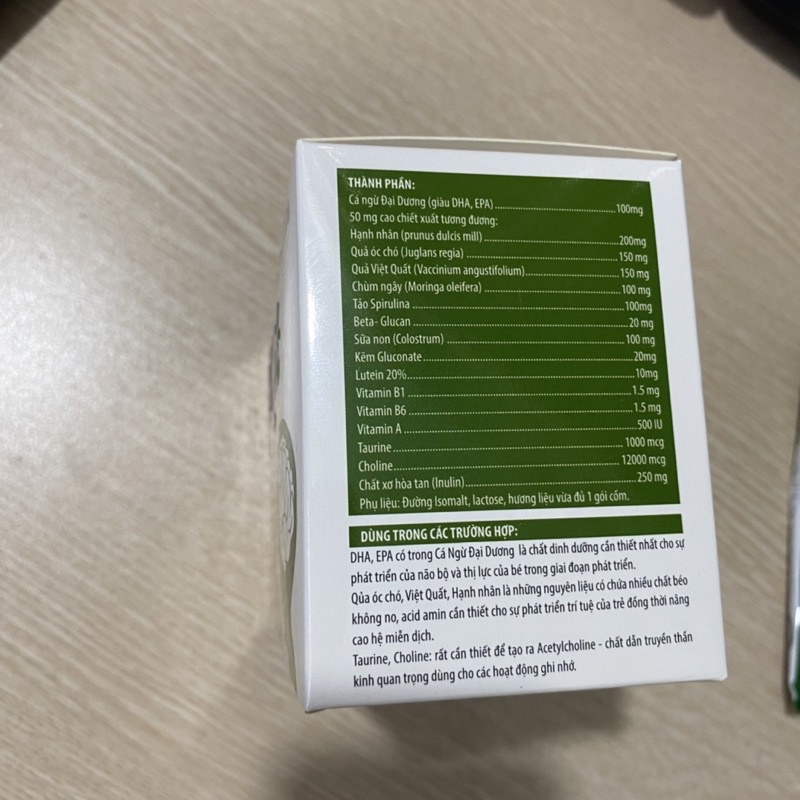 THÀNH PHẦN:
Cá ngừ Đại Dương (giàu DHA, EPA) ........ 100mg
50 mg cao chiết xuất tương đương:
Hạnh nhân (prunus dulcis mill) ........ 200mg
Quả óc chó (Juglans regia) ........ 150 mg
Quả Việt Quất (Vaccinium angustifolium) ........ 150 mg
Chùm ngây (Moringa oleifera) ........ 100 mg
Tảo Spirulina ........ 100mg
Beta- Glucan ........ 20 mg
Sữa non (Colostrum) ........ 100 mg
Kẽm Gluconate ........ 20mg
Lutein 20% ........ 10mg
Vitamin B1 ........ 1.5 mg
Vitamin B6 ........ 1.5 mg
Vitamin A ........ 500 IU
Taurine ........ 1000 mcg
Choline ........ 12000 mcg
Chất xơ hòa tan (Inulin) ........ 250 mg
Phụ liệu: Đường Isomalt, lactose, hương liệu vừa đủ 1 gói cốm.
DÙNG TRONG CÁC TRƯỜNG HỢP:
DHA, EPA có trong Cá Ngừ Đại Dương là chất dinh dưỡng cần thiết nhất cho sự
phát triển của não bộ và thị lực của bé trong giai đoạn phát triển.
Qủa óc chó, Việt Quất, Hạnh nhân là những nguyên liệu có chứa nhiều chất béo
không no, acid amin cần thiết cho sự phát triển trí tuệ của trẻ đồng thời nâng
cao hệ miễn dịch.
Taurine, Choline: rất cần thiết để tạo ra Acetylcholine - chất dẫn truyền thần
kinh quan trọng dùng cho các hoạt động ghi nhớ.